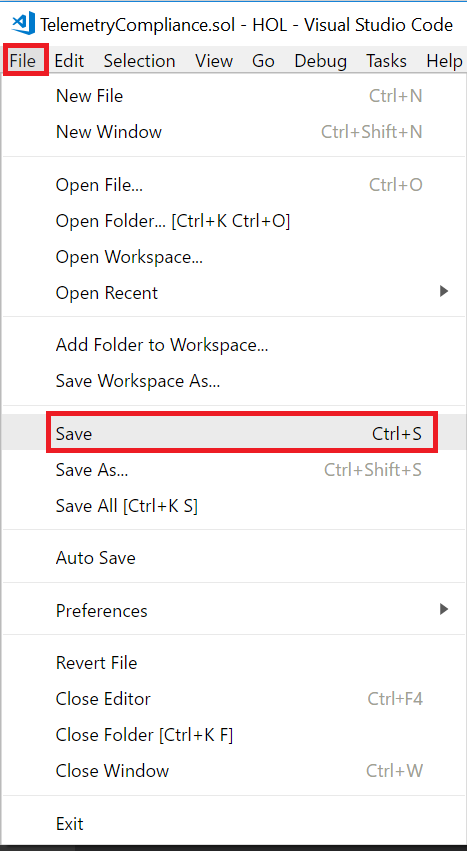 TelemetryCompliance.sol - HOL - Visual Studio Code
File Edit Selection View Go Debug Tasks Help
New File Ctrl+N
New Window Ctrl+Shift+N
Open File... Ctrl+O
Open Folder... [Ctrl+K Ctrl+O]
Open Workspace...
Open Recent
Add Folder to Workspace...
Save Workspace As...
Save Ctrl+S
Save As... Ctrl+Shift+S
Save All [Ctrl+K S]
Auto Save
Preferences
Revert File
Close Editor Ctrl+F4
Close Folder [Ctrl+K F]
Close Window Ctrl+W
Exit